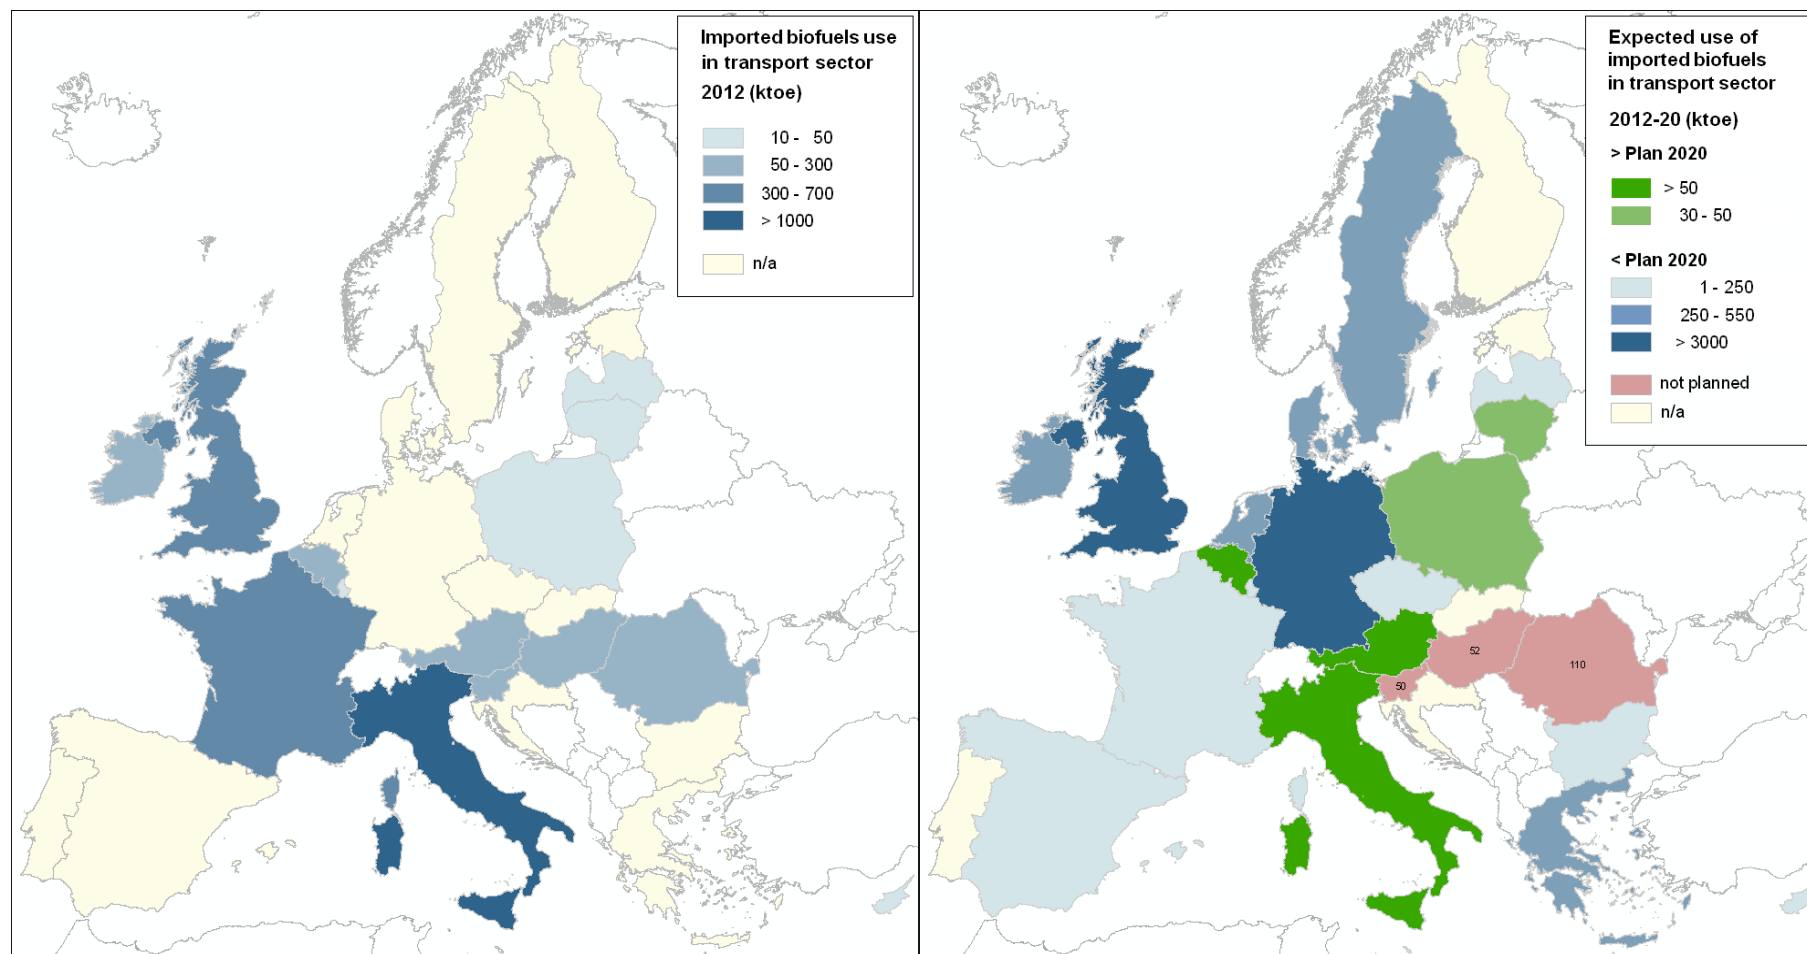 Imported biofuels use
in transport sector
2012 (ktoe)
10 - 50
50 - 300
300 - 700
> 1000
n/a
Expected use of
imported biofuels
in transport sector
2012-20 (ktoe)
> Plan 2020
> 50
30 - 50
< Plan 2020
1 - 250
250 - 550
> 3000
not planned
n/a
52
110
50